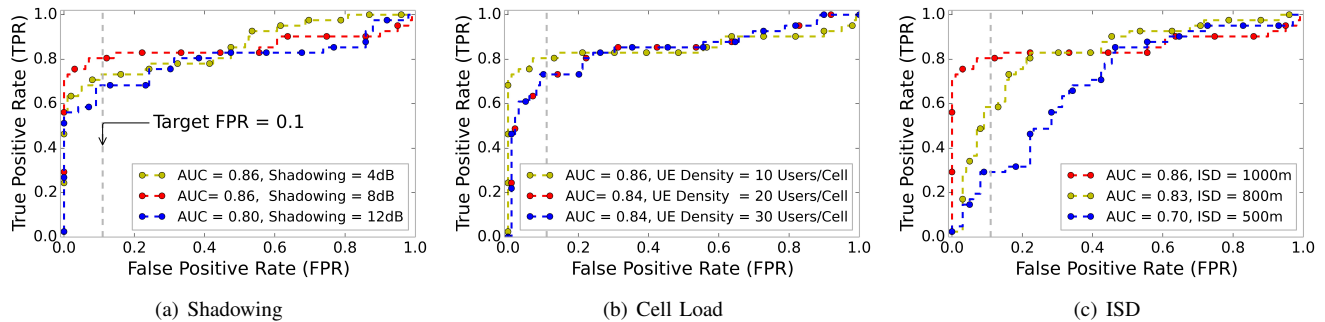 True Positive Rate (TPR)
1.0
0.8
0.6
0.4
0.2
0.0
0.0 0.2 0.4 0.6 0.8 1.0
False Positive Rate (FPR)
Target FPR = 0.1
AUC = 0.86, Shadowing = 4dB
AUC= 0.86, Shadowing = 8dB
AUC = 0.80, Shadowing = 12dB
(a) Shadowing
True Positive Rate (TPR)
1.0
0.8
0.6
0.4
0.2
0.0
0.0 0.2 0.4 0.6 0.8 1.0
False Positive Rate (FPR)
AUC = 0.86, UE Density = 10 Users/Cell
AUC= 0.84, UE Density = 20 Users/Cell
AUC = 0.84, UE Density = 30 Users/Cell
(b) Cell Load
True Positive Rate (TPR)
1.0
0.8
0.6
0.4
0.2
0.0
0.0 0.2 0.4 0.6 0.8 1.0
False Positive Rate (FPR)
AUC = 0.86, ISD = 1000m
AUC = 0.83, ISD = 800m
AUC = 0.70, ISD = 500m
(c) ISD